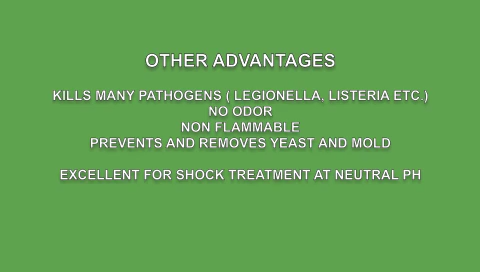 OTHER ADVANTAGES
KILLS MANY PATHOGENS ( LEGIONELLA, LISTERIA ETC.)
NO ODOR
NON FLAMMABLE
PREVENTS AND REMOVES YEAST AND MOLD
EXCELLENT FOR SHOCK TREATMENT AT NEUTRAL PH